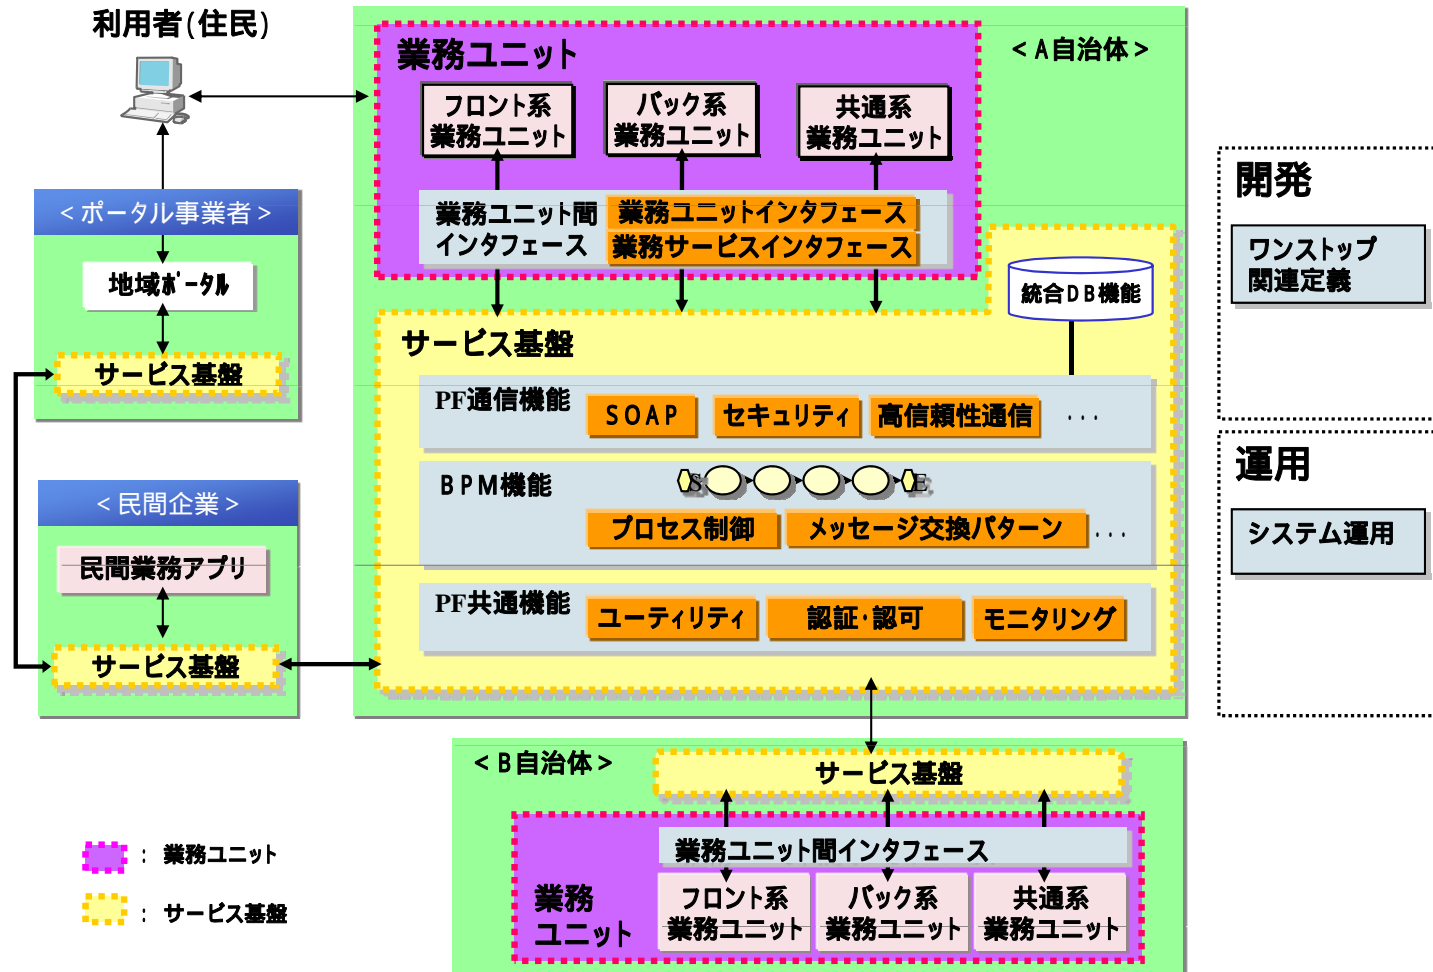 利用者(住民)
<ポータル事業者>
地域ポータル
サービス基盤
<民間企業>
民間業務アプリ
サービス基盤
<A自治体>
業務ユニット
フロント系
業務ユニット
バック系
業務ユニット
共通系
業務ユニット
業務ユニット間
インタフェース
業務ユニットインタフェース
業務サービスインタフェース
統合DB機能
サービス基盤
PF通信機能
SOAP
セキュリティ
高信頼性通信
...
BPM機能
S
E
プロセス制御
メッセージ交換パターン
...
PF共通機能
ユーティリティ
認証・認可
モニタリング
開発
ワンストップ
関連定義
運用
システム運用
<B自治体>
サービス基盤
業務ユニット間インタフェース
業務
ユニット
フロント系
業務ユニット
バック系
業務ユニット
共通系
業務ユニット
: 業務ユニット
: サービス基盤